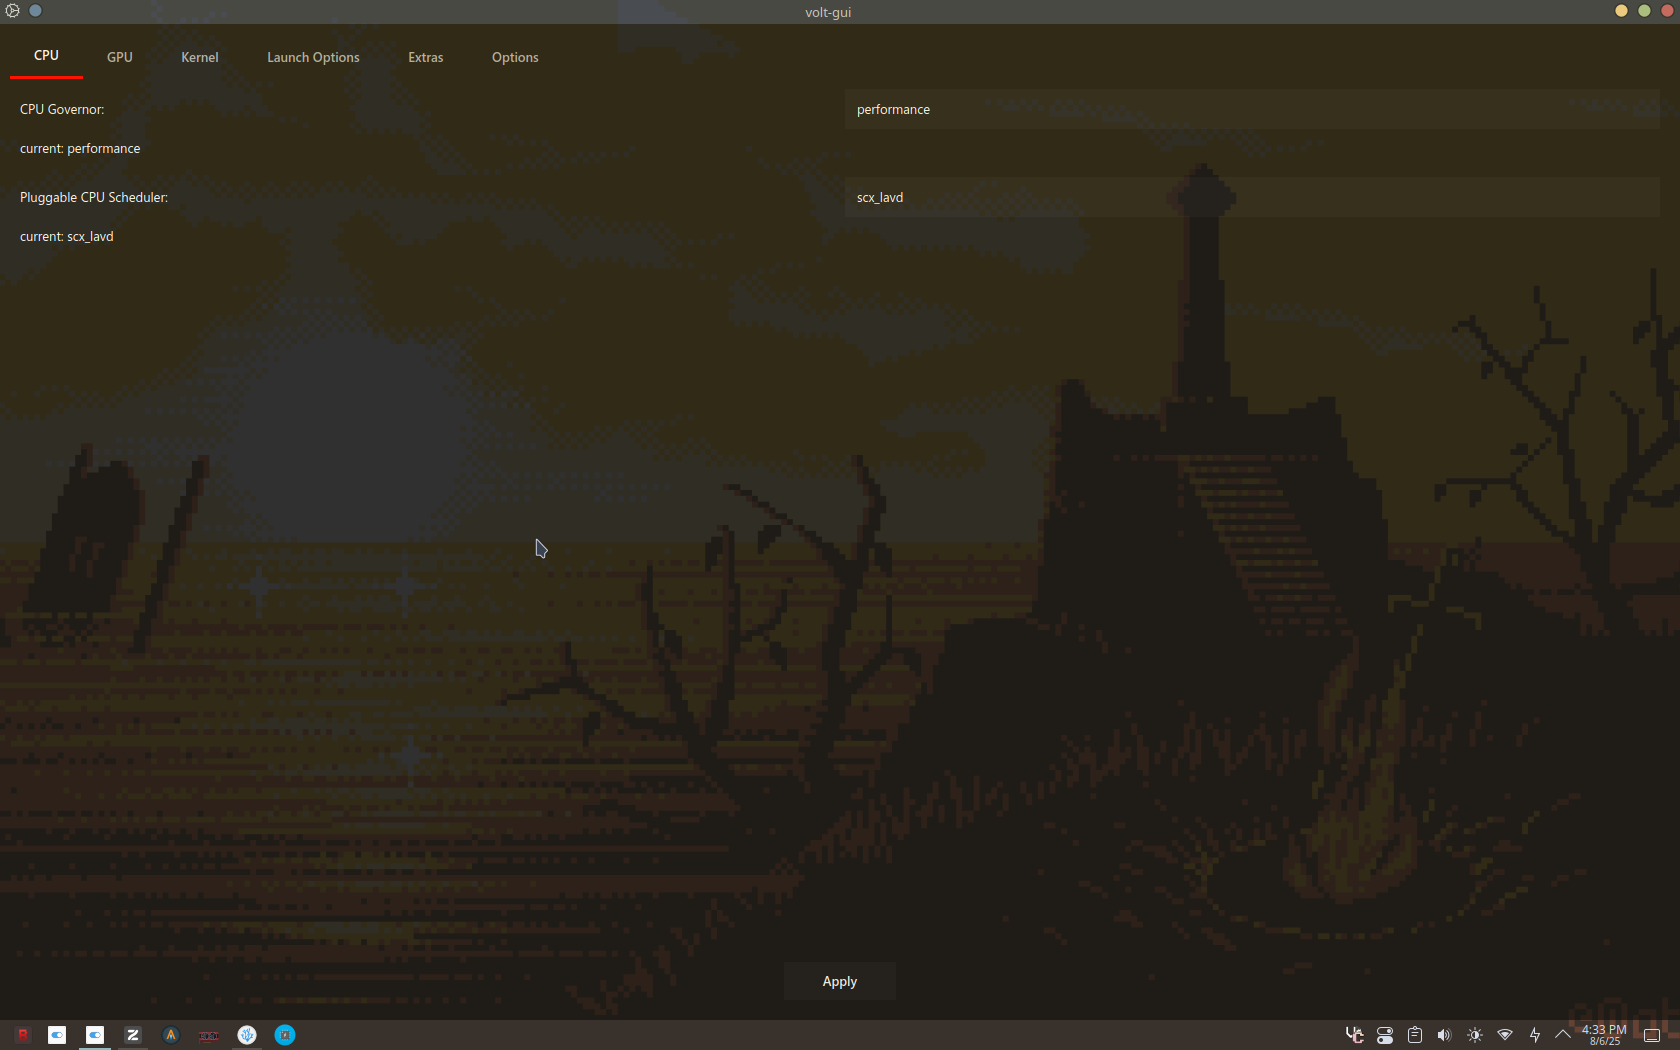 volt-gui
CPU GPU Kernel Launch Options Extras Options
CPU Governor: performance
current: performance
Pluggable CPU Scheduler: scx_lavd
current: scx_lavd
Apply
4:33 PM
8/6/25